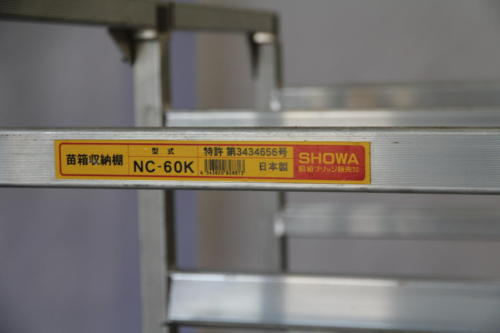 苗箱収納棚
型式
NC-60K
特許 第3434656号
日本製
SHOWA
昭和ブリッジ販売㈱